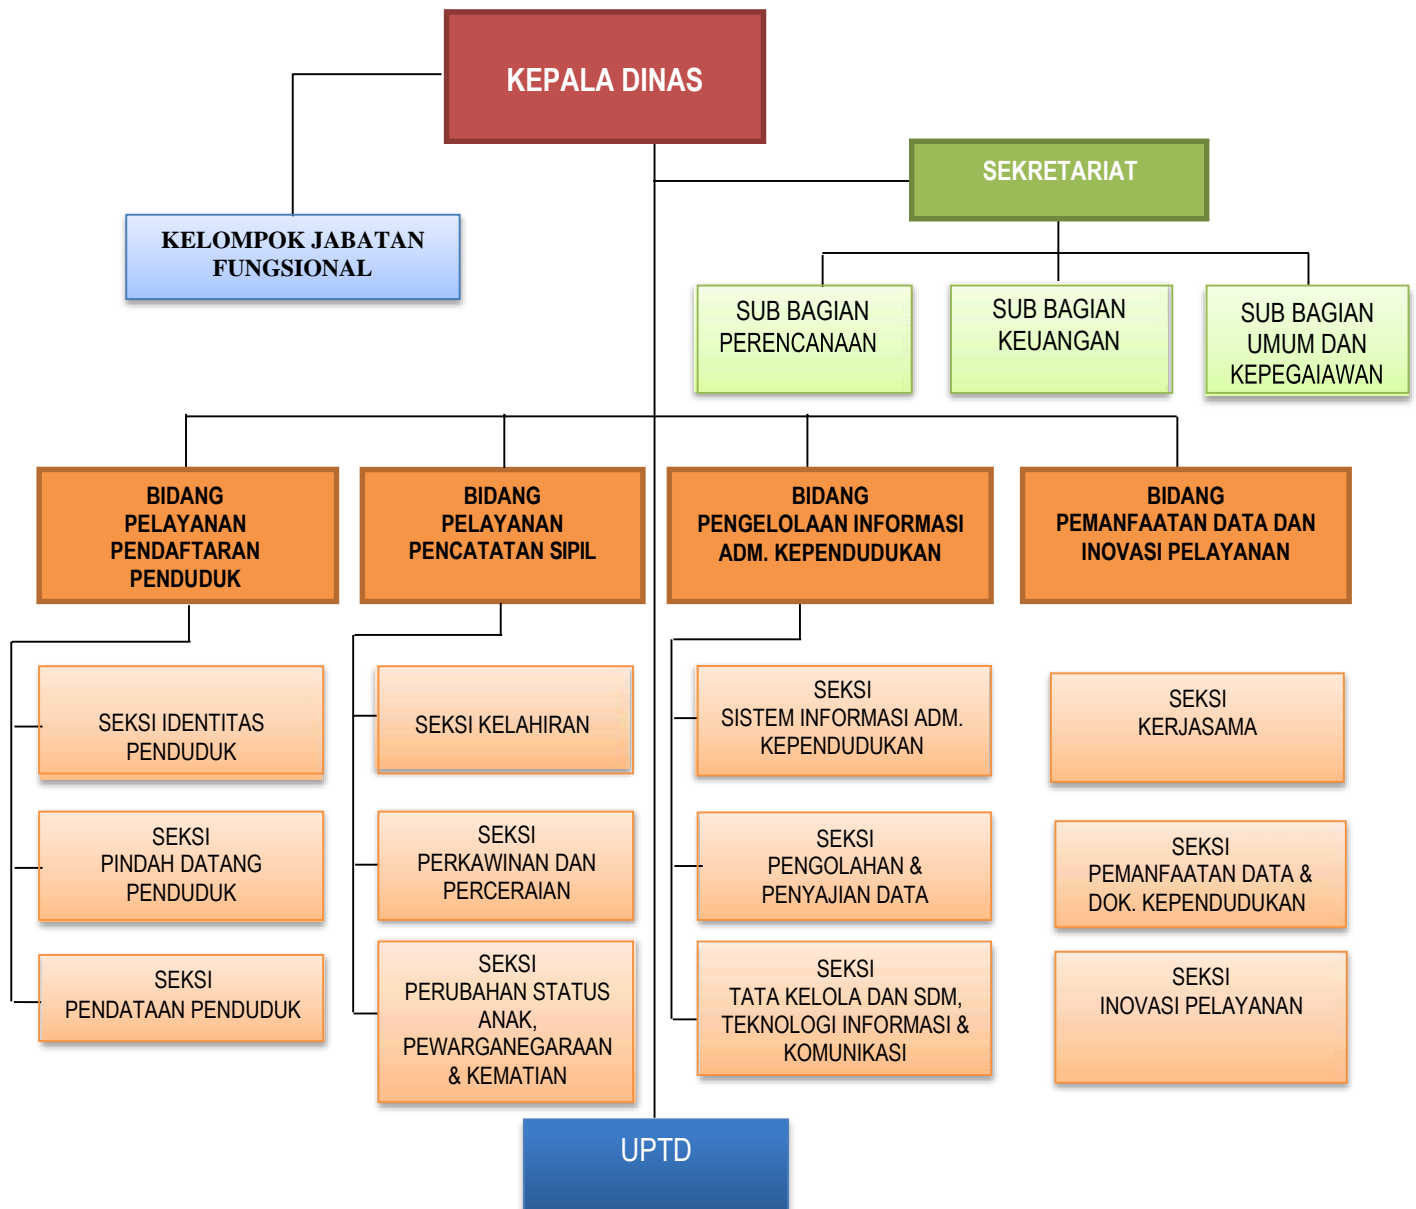 KEPALA DINAS
SEKRETARIAT
KELOMPOK JABATAN
FUNGSIONAL
SUB BAGIAN
PERENCANAAN
SUB BAGIAN
KEUANGAN
SUB BAGIAN
UMUM DAN
KEPEGAIAWAN
BIDANG
PELAYANAN
PENDAFTARAN
PENDUDUK
BIDANG
PELAYANAN
PENCATATAN SIPIL
BIDANG
PENGELOLAAN INFORMASI
ADM. KEPENDUDUKAN
BIDANG
PEMANFAATAN DATA DAN
INOVASI PELAYANAN
SEKSI IDENTITAS
PENDUDUK
SEKSI KELAHIRAN
SEKSI
SISTEM INFORMASI ADM.
KEPENDUDUKAN
SEKSI
KERJASAMA
SEKSI
PINDAH DATANG
PENDUDUK
SEKSI
PERKAWINAN DAN
PERCERAIAN
SEKSI
PENGOLAHAN &
PENYAJIAN DATA
SEKSI
PEMANFAATAN DATA &
DOK. KEPENDUDUKAN
SEKSI
PENDATAAN PENDUDUK
SEKSI
PERUBAHAN STATUS
ANAK,
PEWARGANEGARAAN
& KEMATIAN
SEKSI
TATA KELOLA DAN SDM,
TEKNOLOGI INFORMASI &
KOMUNIKASI
SEKSI
INOVASI PELAYANAN
UPTD